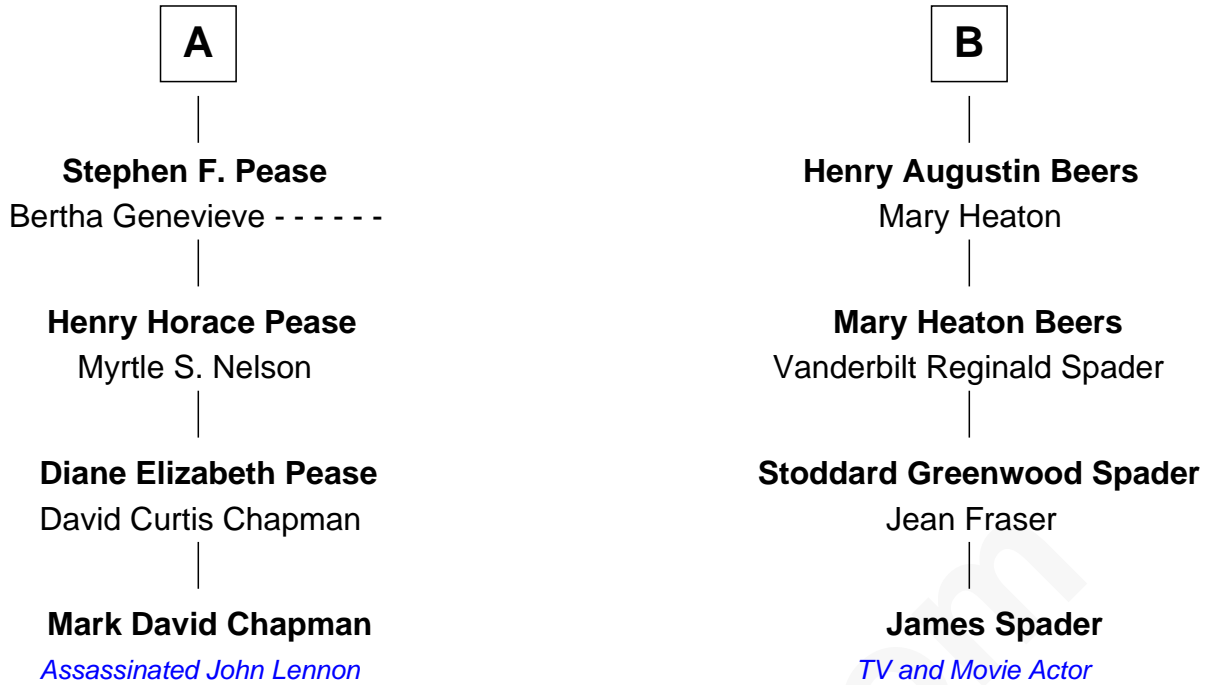 A
Stephen F. Pease
Bertha Genevieve - - - - - -
Henry Horace Pease
Myrtle S. Nelson
Diane Elizabeth Pease
David Curtis Chapman
Mark David Chapman
Assassinated John Lennon
B
Henry Augustin Beers
Mary Heaton
Mary Heaton Beers
Vanderbilt Reginald Spader
Stoddard Greenwood Spader
Jean Fraser
James Spader
TV and Movie Actor